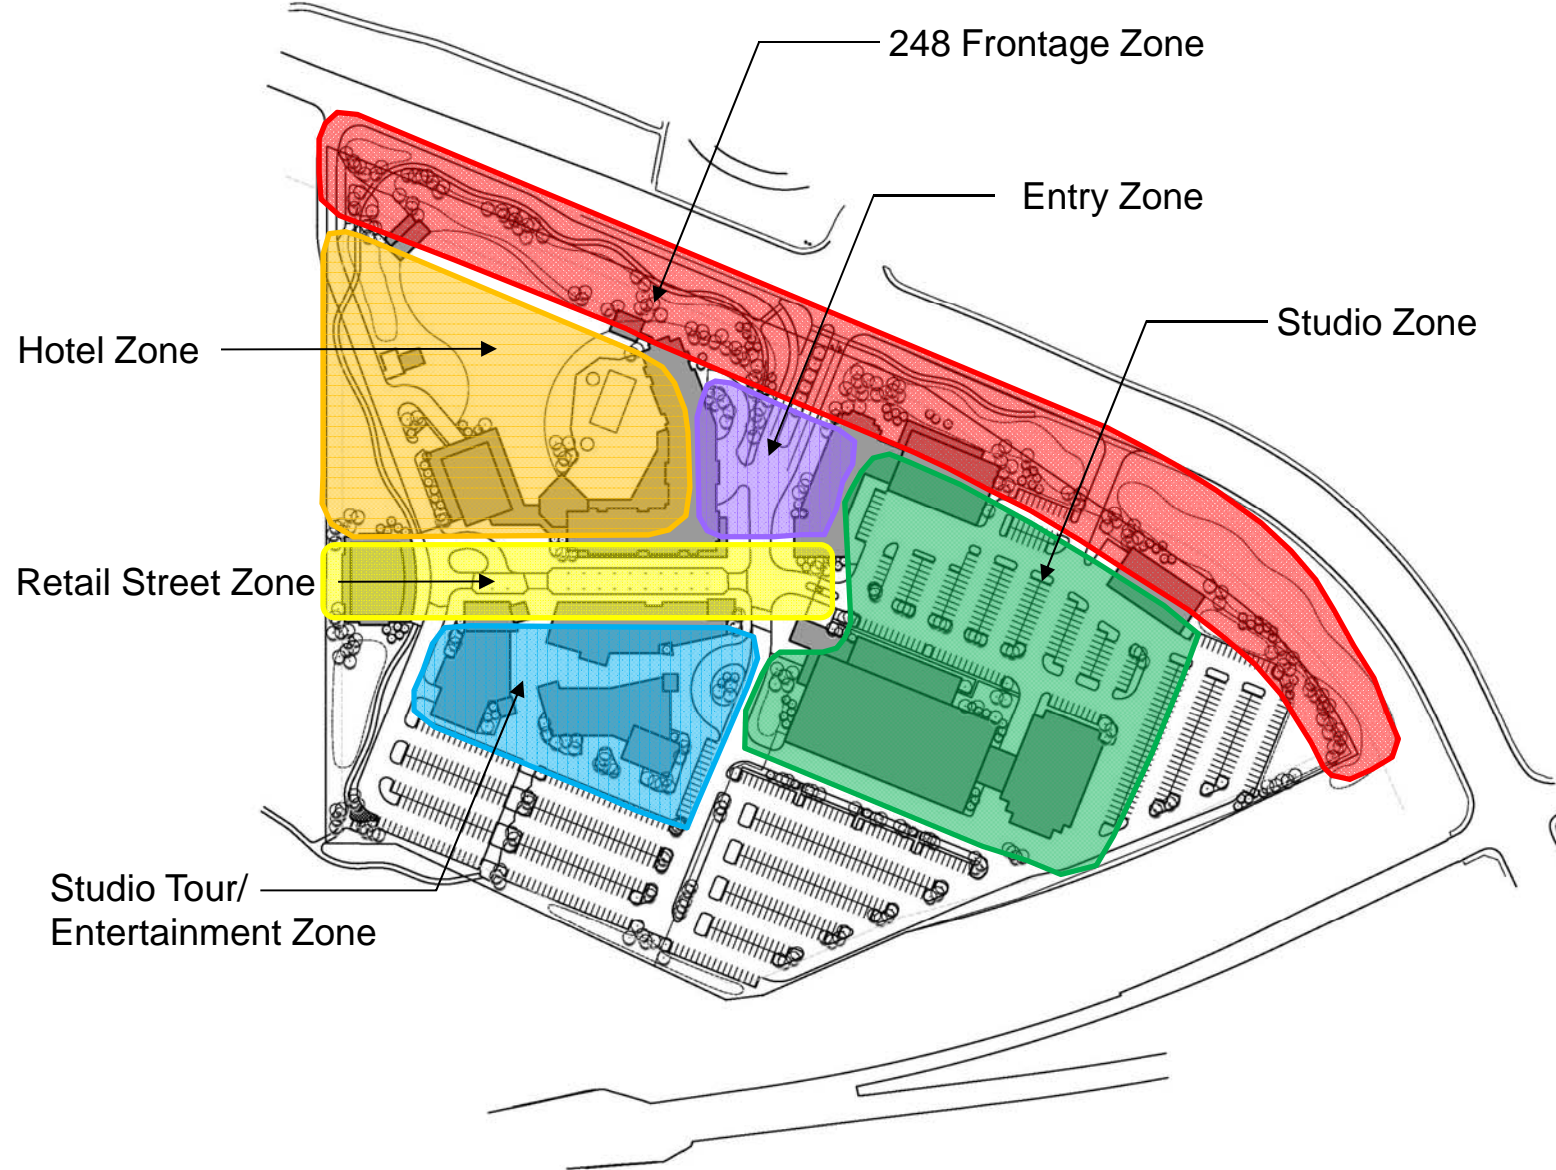 248 Frontage Zone
Entry Zone
Studio Zone
Hotel Zone
Retail Street Zone
Studio Tour/
Entertainment Zone